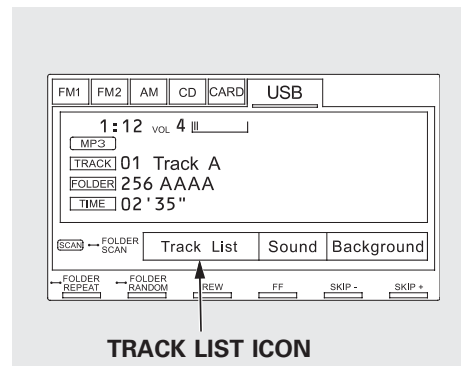 FM1 FM2 AM CD CARD USB
1:12 VOL 4
MP3
TRACK 01 Track A
FOLDER 256 AAAA
TIME 02'35"
SCAN FOLDER SCAN Track List Sound Background
FOLDER REPEAT FOLDER RANDOM REW FF SKIP - SKIP +
TRACK LIST ICON